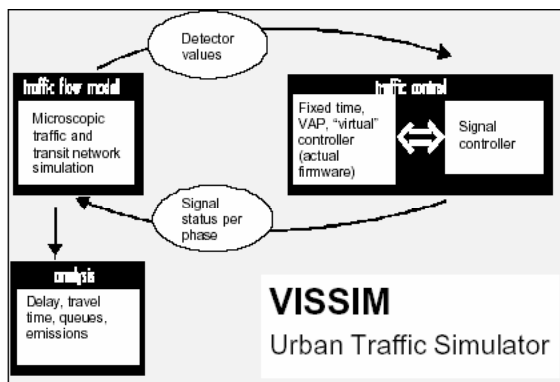 Detector
values
traffic flow model
Microscopic
traffic and
transit network
simulation
traffic control
Fixed time,
VAP, “virtual”
controller
(actual
firmware)
Signal
controller
Signal
status per
phase
analysis
Delay, travel
time, queues,
emissions
VISSIM
Urban Traffic Simulator